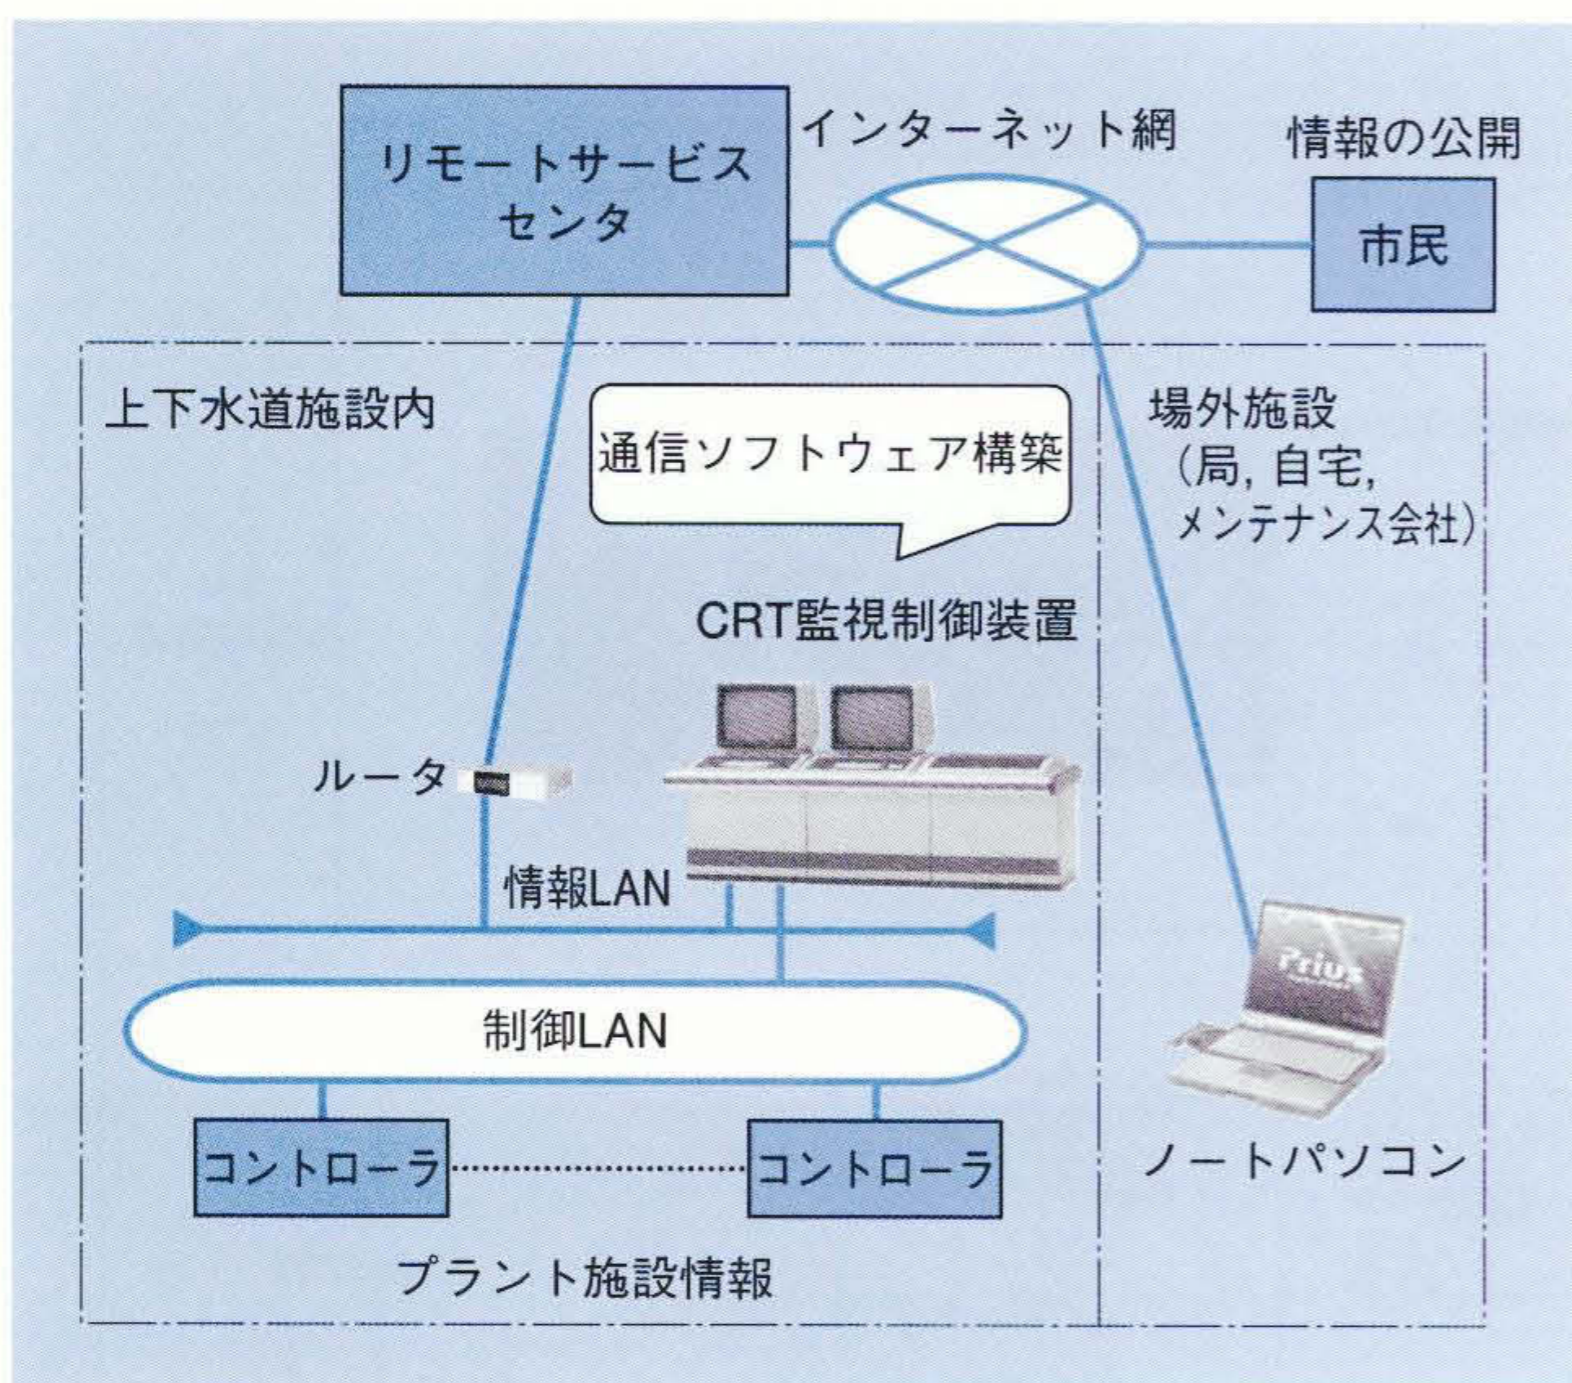 リモートサービス
センタ
インターネット網
情報の公開
市民
上下水道施設内
通信ソフトウェア構築
場外施設
(局, 自宅,
メンテナンス会社)
CRT監視制御装置
ルータ
情報LAN
制御LAN
Prius
コントローラ
コントローラ
ノートパソコン
プラント施設情報